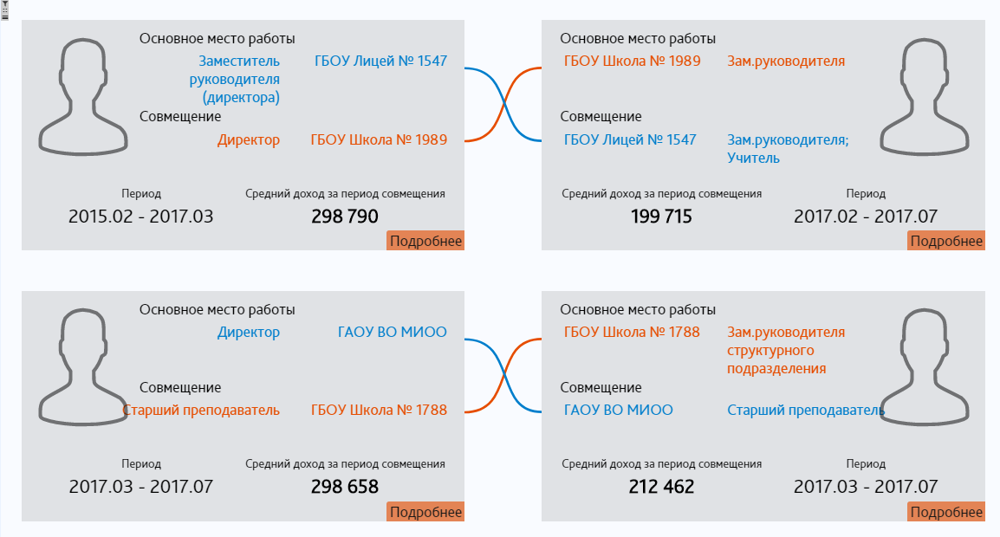 Основное место работы
Заместитель руководителя (директора)
ГБОУ Лицей № 1547
Совмещение
Директор
ГБОУ Школа № 1989
Период
Средний доход за период совмещения
2015.02 - 2017.03
298 790
Подробнее
Основное место работы
ГБОУ Школа № 1989
Зам.руководителя
Совмещение
ГБОУ Лицей № 1547
Зам.руководителя;
Учитель
Средний доход за период совмещения
Период
199 715
2017.02 - 2017.07
Подробнее
Основное место работы
Директор
ГАОУ ВО МИОО
Совмещение
Старший преподаватель
ГБОУ Школа № 1788
Период
Средний доход за период совмещения
2017.03 - 2017.07
298 658
Подробнее
Основное место работы
ГБОУ Школа № 1788
Зам.руководителя
структурного
подразделения
Совмещение
ГАОУ ВО МИОО
Старший преподаватель
Средний доход за период совмещения
Период
212 462
2017.03 - 2017.07
Подробнее